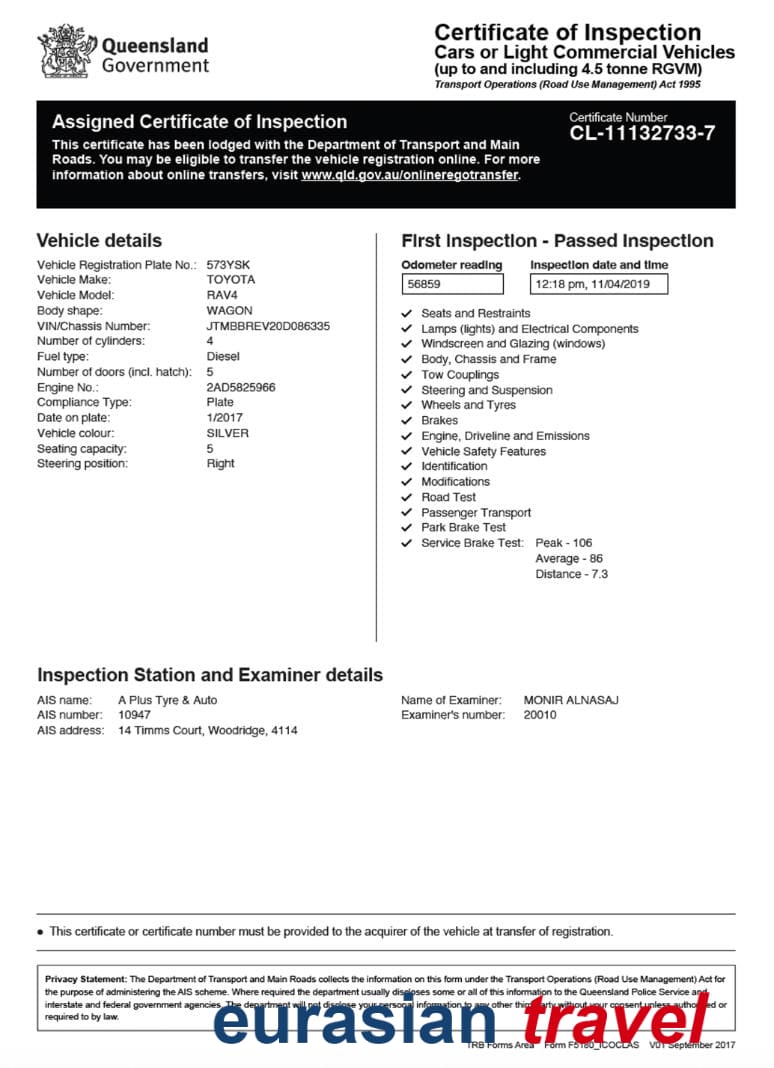 Queensland
Government
Certificate of Inspection
Cars or Light Commercial Vehicles
(up to and including 4.5 tonne RGVM)
Transport Operations (Road Use Management) Act 1995
Assigned Certificate of Inspection
This certificate has been lodged with the Department of Transport and Main
Roads. You may be eligible to transfer the vehicle registration online. For more
information about online transfers, visit www.qld.gov.au/onlineregotransfer.
Certificate Number
CL-11132733-7
Vehicle details
Vehicle Registration Plate No.: 573YSK
Vehicle Make: TOYOTA
Vehicle Model: RAV4
Body shape: WAGON
VIN/Chassis Number: JTMBBREV20D086335
Number of cylinders: 4
Fuel type: Diesel
Number of doors (incl. hatch): 5
Engine No.: 2AD5825966
Compliance Type: Plate
Date on plate: 1/2017
Vehicle colour: SILVER
Seating capacity: 5
Steering position: Right
First Inspection - Passed Inspection
Odometer reading Inspection date and time
56859 12:18 pm, 11/04/2019
✓ Seats and Restraints
✓ Lamps (lights) and Electrical Components
✓ Windscreen and Glazing (windows)
✓ Body, Chassis and Frame
✓ Tow Couplings
✓ Steering and Suspension
✓ Wheels and Tyres
✓ Brakes
✓ Engine, Driveline and Emissions
✓ Vehicle Safety Features
✓ Identification
✓ Modifications
✓ Road Test
✓ Passenger Transport
✓ Park Brake Test
✓ Service Brake Test: Peak - 106
Average - 86
Distance - 7.3
Inspection Station and Examiner details
AIS name: A Plus Tyre & Auto
AIS number: 10947
AIS address: 14 Timms Court, Woodridge, 4114
Name of Examiner: MONIR ALNASAJ
Examiner's number: 20010
• This certificate or certificate number must be provided to the acquirer of the vehicle at transfer of registration.
Privacy Statement: The Department of Transport and Main Roads collects the information on this form under the Transport Operations (Road Use Management) Act for
the purpose of administering the AIS scheme. Where required the department usually discloses some or all of this information to the Queensland Police Service and
interstate and federal government agencies. The department will not disclose your personal information to any other third party without your consent unless authorised or
required to by law.
eurasian travel
TRB Forms Area Form F5180_ICOCLAS V01 September 2017